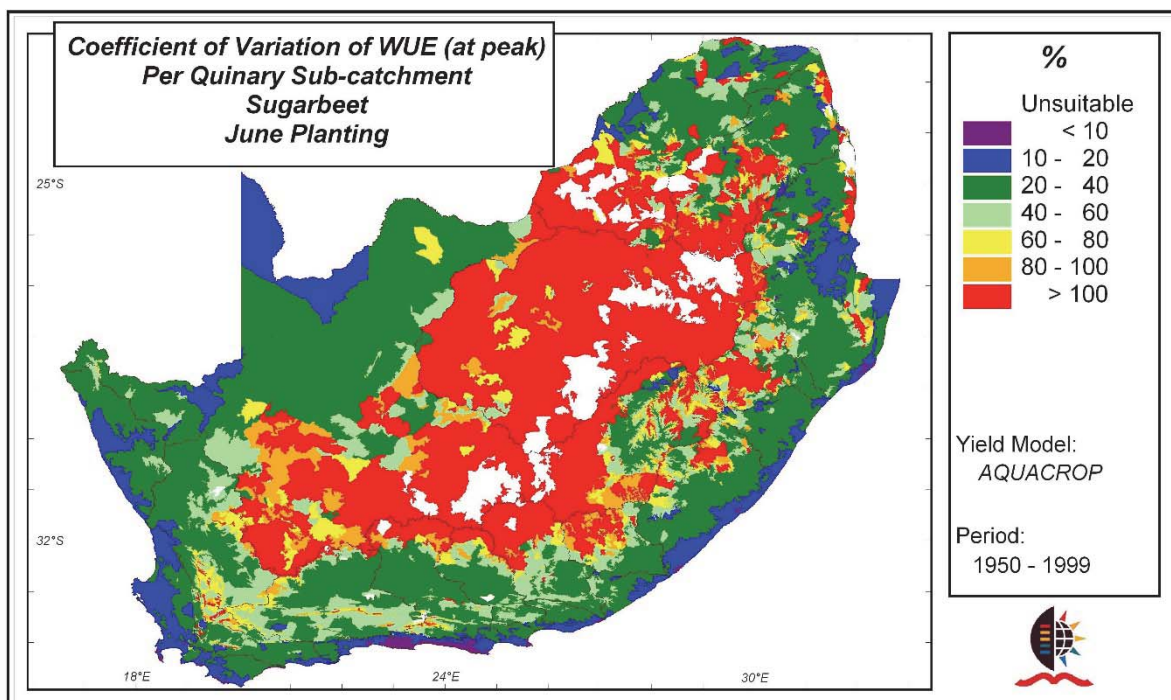 Coefficient of Variation of WUE (at peak)
Per Quinary Sub-catchment
Sugarbeet
June Planting
%
Unsuitable
< 10
10 - 20
20 - 40
40 - 60
60 - 80
80 - 100
> 100
Yield Model:
AQUACROP
Period:
1950 - 1999
25°S
32°S
18°E
24°E
30°E